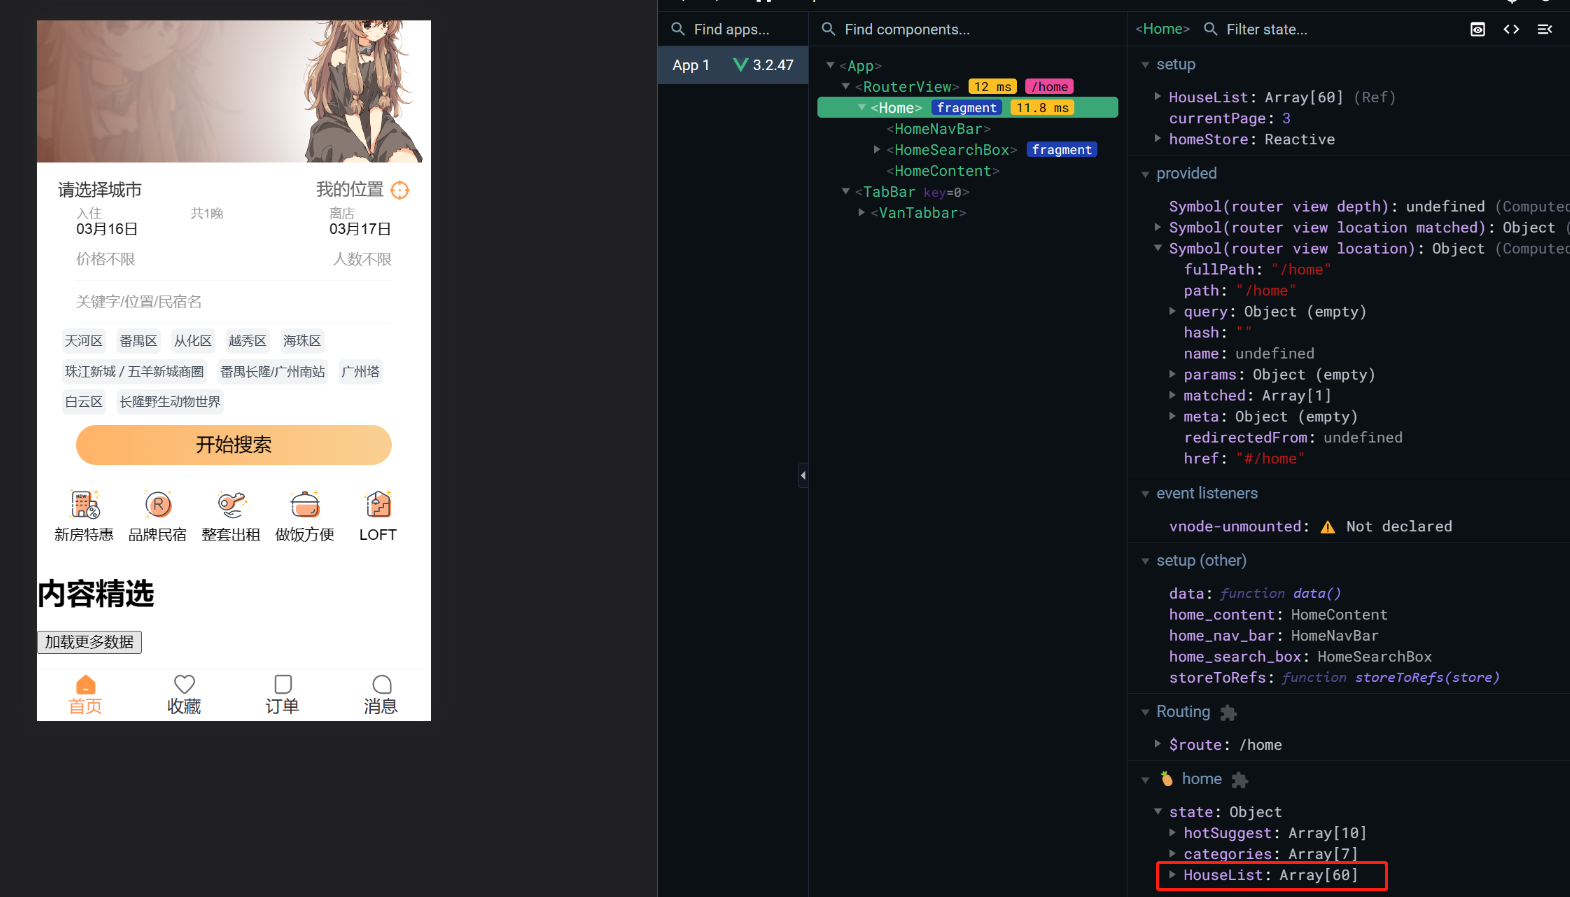 请选择城市
我的位置
入住
共1晚
离店
03月16日
03月17日
价格不限
人数不限
关键字/位置/民宿名
天河区
番禺区
从化区
越秀区
海珠区
珠江新城 / 五羊新城商圈
番禺长隆/广州南站
广州塔
白云区
长隆野生动物世界
开始搜索
NEW
R
新房特惠
品牌民宿
整套出租
做饭方便
LOFT
内容精选
加载更多数据
首页
收藏
订单
消息
Find apps...
App 1
3.2.47
Find components...
<App>
<RouterView> 12 ms /home
<Home> fragment 11.8 ms
<HomeNavBar>
<HomeSearchBox> fragment
<HomeContent>
<TabBar key=0>
<VanTabbar>
<Home>
Filter state...
setup
HouseList: Array[60] (Ref)
currentPage: 3
homeStore: Reactive
provided
Symbol(router view depth): undefined (Computed
Symbol(router view location matched): Object (
Symbol(router view location): Object (Computed
fullPath: "/home"
path: "/home"
query: Object (empty)
hash: ""
name: undefined
params: Object (empty)
matched: Array[1]
meta: Object (empty)
redirectedFrom: undefined
href: "#/home"
event listeners
vnode-unmounted: Not declared
setup (other)
data: function data()
home_content: HomeContent
home_nav_bar: HomeNavBar
home_search_box: HomeSearchBox
storeToRefs: function storeToRefs(store)
Routing
$route: /home
home
state: Object
hotSuggest: Array[10]
categories: Array[7]
HouseList: Array[60]